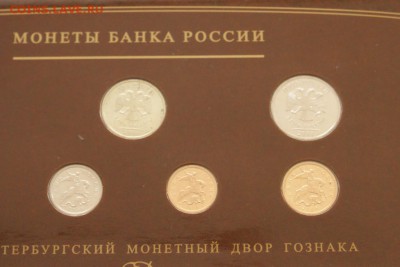 МОНЕТЫ БАНКА РОССИИ
ТЕРБУРГСКИЙ МОНЕТНЫЙ ДВОР ГОЗНАКА